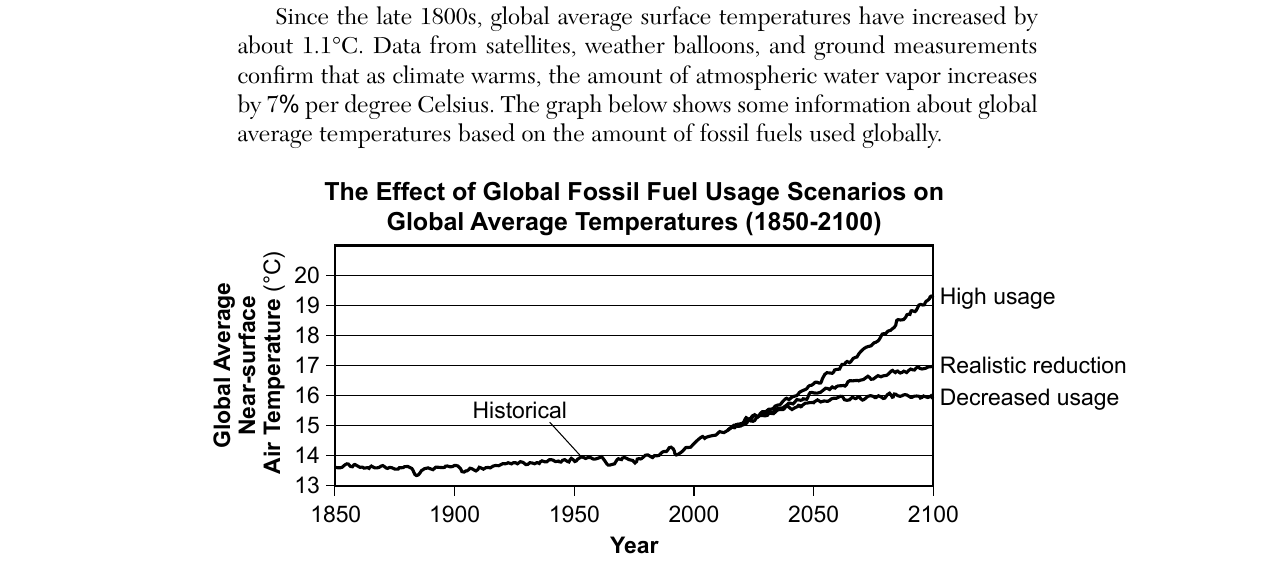 Since the late 1800s, global average surface temperatures have increased by
about 1.1°C. Data from satellites, weather balloons, and ground measurements
confirm that as climate warms, the amount of atmospheric water vapor increases
by 7% per degree Celsius. The graph below shows some information about global
average temperatures based on the amount of fossil fuels used globally.
The Effect of Global Fossil Fuel Usage Scenarios on
Global Average Temperatures (1850-2100)
Global Average
Near-surface
Air Temperature (°C)
20
19
18
17
16
15
14
13
High usage
Realistic reduction
Decreased usage
Historical
1850 1900 1950 2000 2050 2100
Year